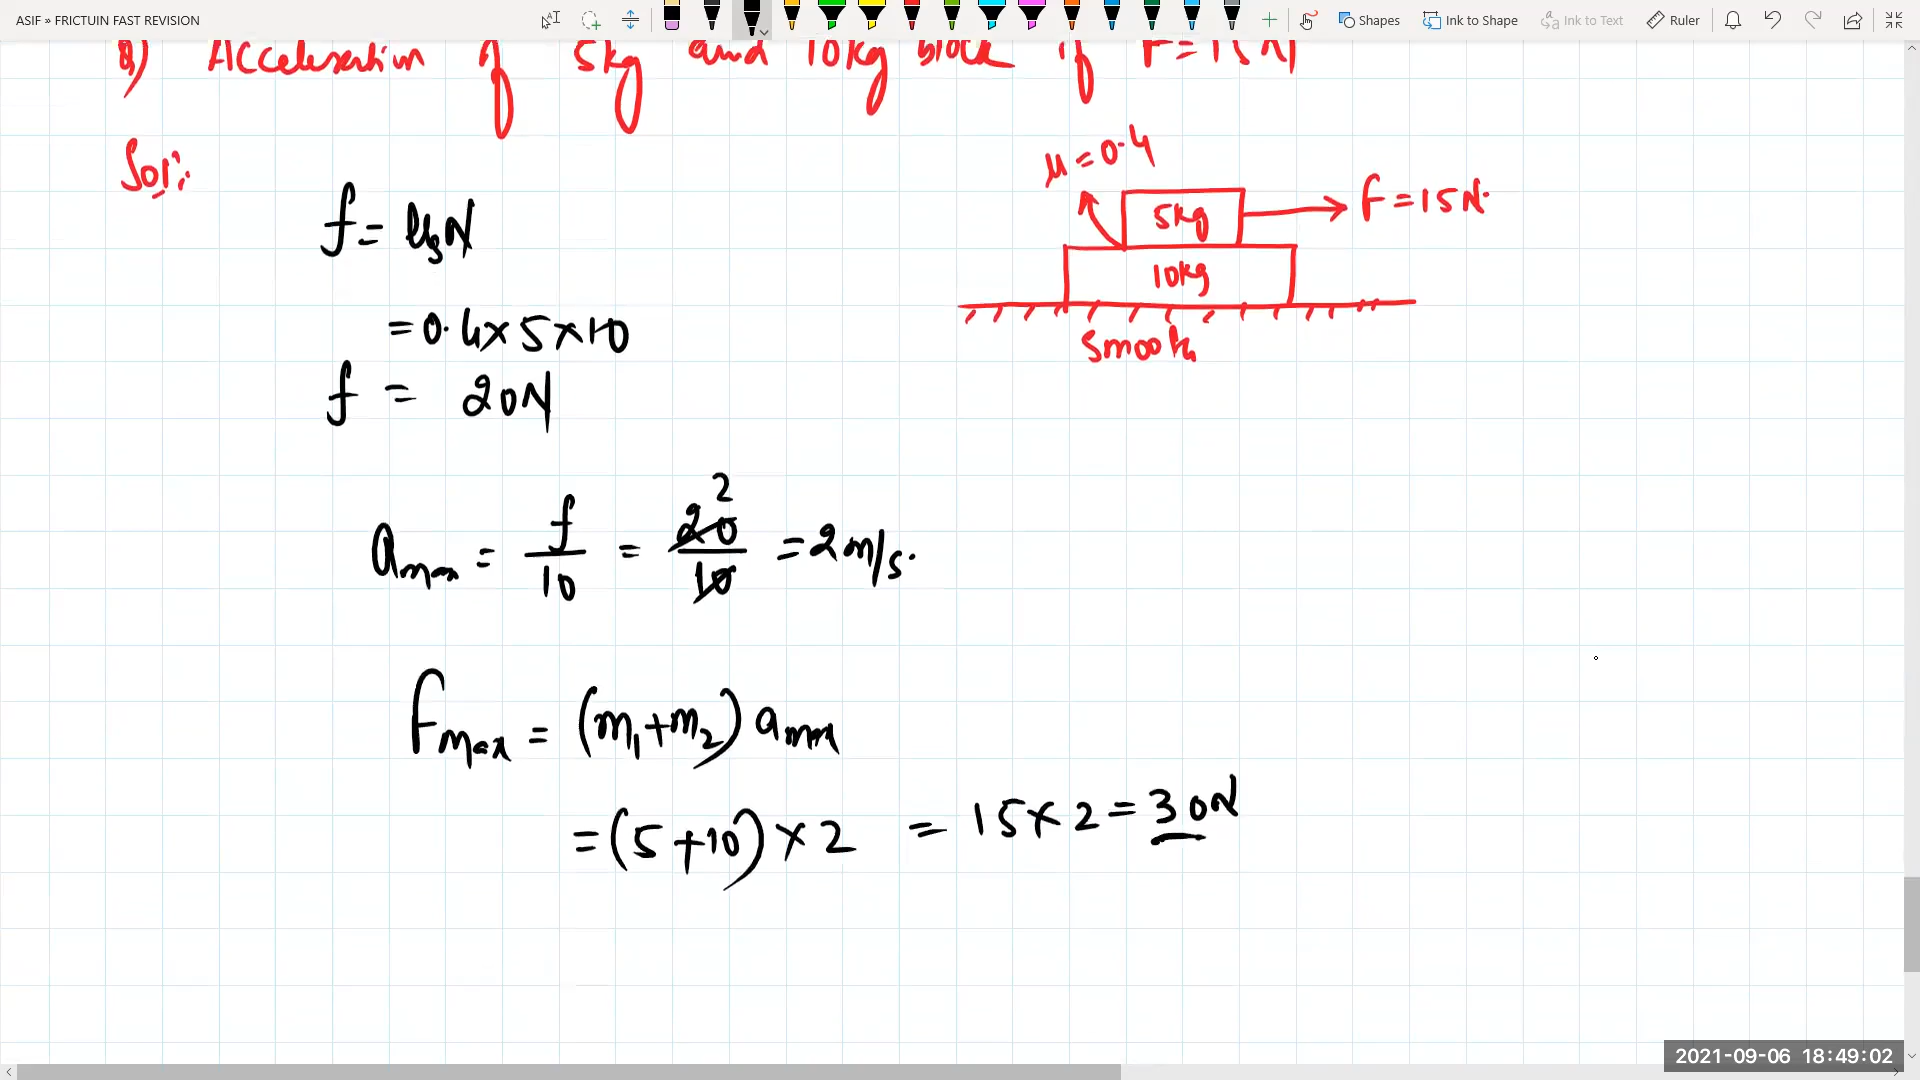 ASIF » FRICTUIN FAST REVISION
Shapes
Ink to Shape
Ink to Text
Ruler
Q) Acceleration of 5kg and 10kg block if F=15N
Sol:
μ=0.4
5kg
F=15N
10kg
Smooth
f= μsN
=0.4×5×10
f = 20N
amax = f/10 = 20/10 2 =2m/s.
Fmax = (m1+m2) amax
=(5+10)×2 = 15×2=30N
2021-09-06 18:49:02